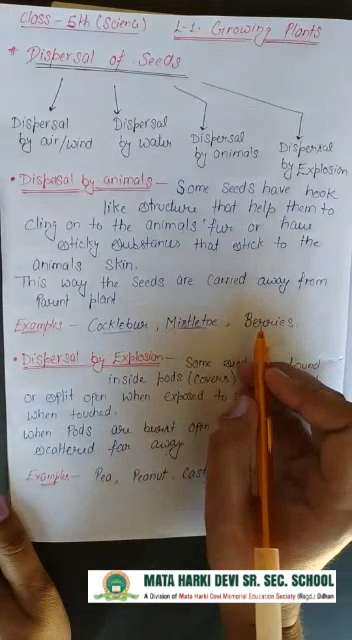 Class - 5th (Science) L-1. Growing Plants
* Dispersal of Seeds
Dispersal by air/wind
Dispersal by water
Dispersal by animals
Dispersal by Explosion
• Dispersal by animals - Some seeds have hook
like structure that help them to
cling on to the animals' fur or have
sticky substances that stick to the
animals skin.
This way the seeds are carried away from
Parent plant
Examples - Cocklebur, Mistletoe, Berries.
• Dispersal by Explosion - Some
inside pods (covers)
or split open when exposed to
when touched.
When Pods are burst open
scattered far away
Examples - Pea, Peanut,
MATA HARKI DEVI SR. SEC. SCHOOL
A Division of Mata Harki Devi Memorial Education Society (Regd.) Odhan